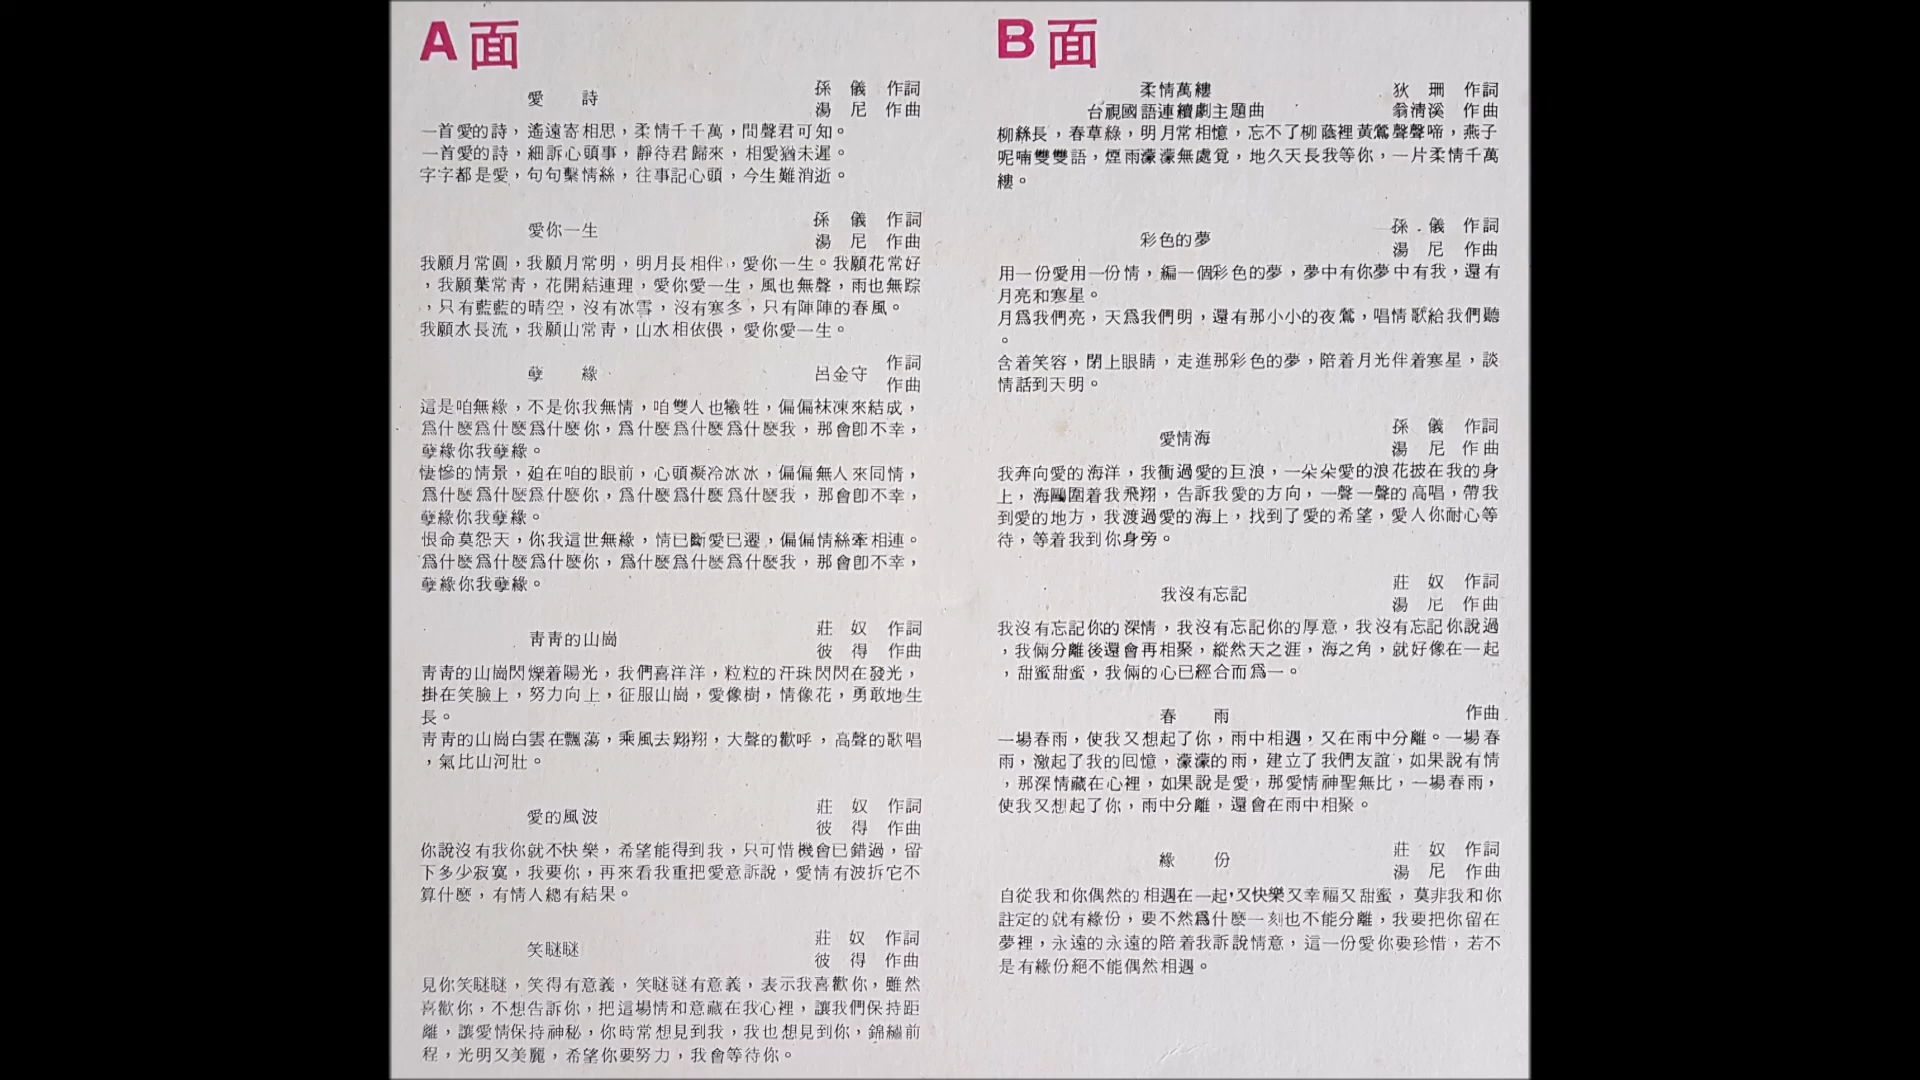 A面
愛　　詩
孫　儀　作詞
湯　尼　作曲
一首愛的詩，遙遠寄相思，柔情千千萬，問聲君可知。
一首愛的詩，細訴心頭事，靜待君歸來，相愛猶未遲。
字字都是愛，句句繫情絲，往事記心頭，今生難消逝。
愛你一生
孫　儀　作詞
湯　尼　作曲
我願月常圓，我願月常明，明月長相伴，愛你一生。我願花常好
，我願葉常靑，花開結連理，愛你愛一生，風也無聲，雨也無踪
，只有藍藍的晴空，沒有冰雪，沒有寒冬，只有陣陣的春風。
我願水長流，我願山常靑，山水相依偎，愛你愛一生。
孽　　緣
呂金守　作詞
作曲
這是咱無緣，不是你我無情，咱雙人也犧牲，偏偏袜凍來結成，
爲什麼爲什麼爲什麼你，爲什麼爲什麼爲什麼我，那會卽不幸，
孽緣你我孽緣。
悽慘的情景，廹在咱的眼前，心頭凝冷冰冰，偏偏無人來同情，
爲什麼爲什麼爲什麼你，爲什麼爲什麼爲什麼我，那會卽不幸，
孽緣你我孽緣。
恨命莫怨天，你我這世無緣，情已斷愛已遷，偏偏情絲牽相連。
爲什麼爲什麼爲什麼你，爲什麼爲什麼爲什麼我，那會卽不幸，
孽緣你我孽緣。
靑靑的山崗
莊　奴　作詞
彼　得　作曲
靑靑的山崗閃爍着陽光，我們喜洋洋，粒粒的汗珠閃閃在發光，
掛在笑臉上，努力向上，征服山崗，愛像樹，情像花，勇敢地生
長。
靑靑的山崗白雲在飄蕩，乘風去翺翔，大聲的歡呼，高聲的歌唱
，氣比山河壯。
愛的風波
莊　奴　作詞
彼　得　作曲
你說沒有我你就不快樂，希望能得到我，只可惜機會已錯過，留
下多少寂寞，我要你，再來看我重把愛意訴說，愛情有波折它不
算什麼，有情人總有結果。
笑瞇瞇
莊　奴　作詞
彼　得　作曲
見你笑瞇瞇，笑得有意義，笑瞇瞇有意義，表示我喜歡你，雖然
喜歡你，不想告訴你，把這場情和意藏在我心裡，讓我們保持距
離，讓愛情保持神秘，你時常想見到我，我也想見到你，錦繡前
程，光明又美麗，希望你要努力，我會等待你。
B面
柔情萬縷
狄　珊　作詞
台視國語連續劇主題曲
翁淸溪　作曲
柳絲長，春草綠，明月常相憶，忘不了柳蔭裡黃鶯聲聲啼，燕子
呢喃雙雙語，煙雨濛濛無處覓，地久天長我等你，一片柔情千萬
縷。
彩色的夢
孫　儀　作詞
湯　尼　作曲
用一份愛用一份情，編一個彩色的夢，夢中有你夢中有我，還有
月亮和寒星。
月爲我們亮，天爲我們明，還有那小小的夜鶯，唱情歌給我們聽
。
含着笑容，閉上眼睛，走進那彩色的夢，陪着月光伴着寒星，談
情話到天明。
愛情海
孫　儀　作詞
湯　尼　作曲
我奔向愛的海洋，我衝過愛的巨浪，一朵朵愛的浪花披在我的身
上，海鷗圍着我飛翔，告訴我愛的方向，一聲一聲的高唱，帶我
到愛的地方，我渡過愛的海上，找到了愛的希望，愛人你耐心等
待，等着我到你身旁。
我沒有忘記
莊　奴　作詞
湯　尼　作曲
我沒有忘記你的深情，我沒有忘記你的厚意，我沒有忘記你說過
，我倆分離後還會再相聚，縱然天之涯，海之角，就好像在一起
，甜蜜甜蜜，我倆的心已經合而爲一。
春　　雨
作曲
一場春雨，使我又想起了你，雨中相遇，又在雨中分離。一場春
雨，激起了我的回憶，濛濛的雨，建立了我們友誼，如果說有情
，那深情藏在心裡，如果說是愛，那愛情神聖無比，一場春雨，
使我又想起了你，雨中分離，還會在雨中相聚。
緣　　份
莊　奴　作詞
湯　尼　作曲
自從我和你偶然的相遇在一起，又快樂又幸福又甜蜜，莫非我和你
註定的就有緣份，要不然爲什麼一刻也不能分離，我要把你留在
夢裡，永遠的永遠的陪着我訴說情意，這一份愛你要珍惜，若不
是有緣份絕不能偶然相遇。